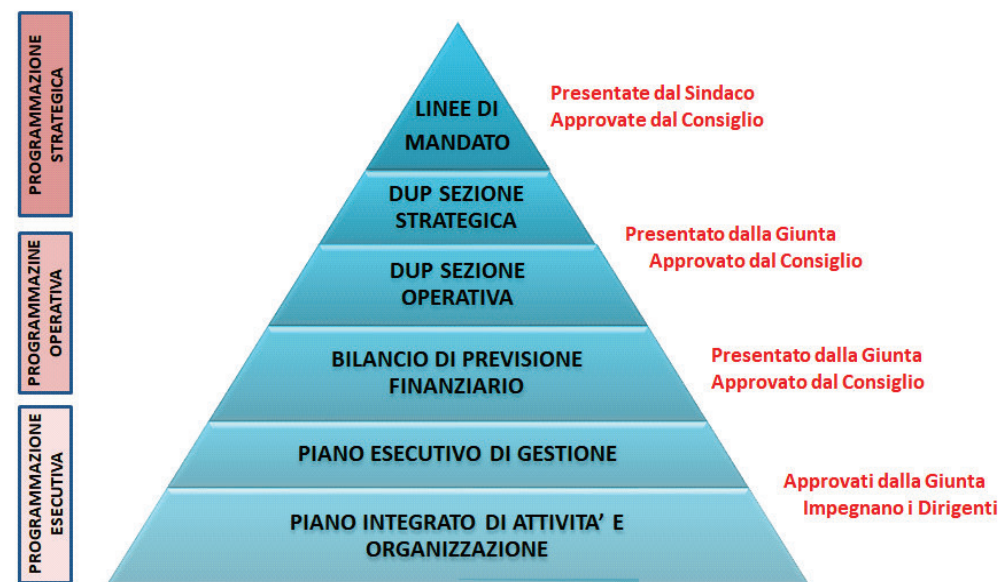 PROGRAMMAZIONE
STRATEGICA
LINEE DI
MANDATO
Presentate dal Sindaco
Approvate dal Consiglio
DUP SEZIONE
STRATEGICA
Presentato dalla Giunta
Approvato dal Consiglio
PROGRAMMAZINE
OPERATIVA
DUP SEZIONE
OPERATIVA
BILANCIO DI PREVISIONE
FINANZIARIO
Presentato dalla Giunta
Approvato dal Consiglio
PROGRAMMAZIONE
ESECUTIVA
PIANO ESECUTIVO DI GESTIONE
Approvati dalla Giunta
Impegnano i Dirigenti
PIANO INTEGRATO DI ATTIVITA’ E
ORGANIZZAZIONE